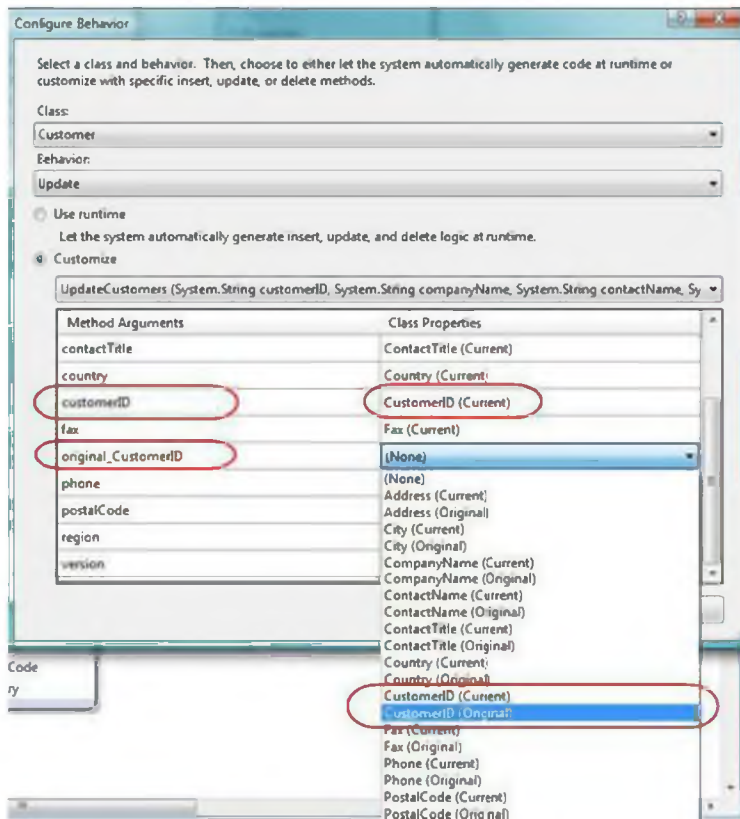 Configure Behavior
Select a class and behavior. Then, choose to either let the system automatically generate code at runtime or
customize with specific insert, update, or delete methods.
Class:
Customer
Behavior:
Update
Use runtime
Let the system automatically generate insert, update, and delete logic at runtime.
Customize
UpdateCustomers (System.String customerID, System.String companyName, System.String contactName, Sy
Method Arguments Class Properties
contactTitle ContactTitle (Current)
country Country (Current)
customerID CustomerID (Current)
fax Fax (Current)
original_CustomerID (None)
phone (None)
Address (Current)
postalCode Address (Original)
City (Current)
region City (Original)
version CompanyName (Current)
CompanyName (Original)
ContactName (Current)
ContactName (Original)
ContactTitle (Current)
ContactTitle (Original)
Code Country (Current)
Country (Original)
ry CustomerID (Current)
CustomerID (Original)
Fax (Current)
Fax (Original)
Phone (Current)
Phone (Original)
PostalCode (Current)
PostalCode (Original)